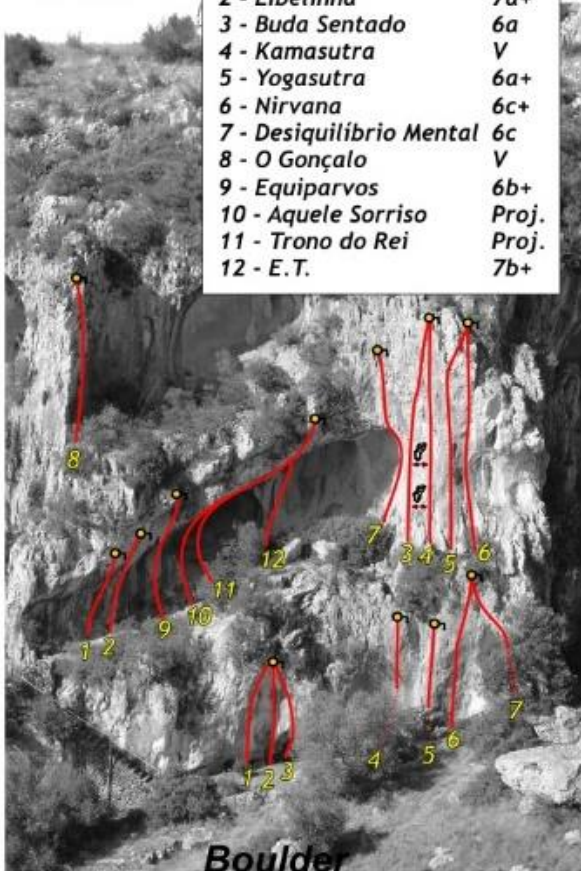 2 - Libelinha 7a+
3 - Buda Sentado 6a
4 - Kamasutra V
5 - Yogasutra 6a+
6 - Nirvana 6c+
7 - Desiquilíbrio Mental 6c
8 - O Gonçalo V
9 - Equiparvos 6b+
10 - Aquele Sorriso Proj.
11 - Trono do Rei Proj.
12 - E.T. 7b+
8
7
3
4
5
6
12
11
10
9
2
1
7
6
5
4
3
2
1
Boulder